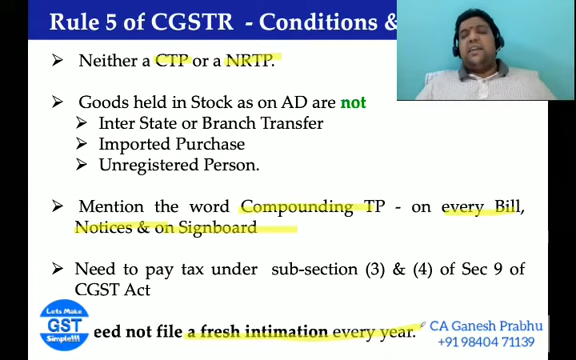 Rule 5 of CGSTR - Conditions &
Neither a CTP or a NRTP.
Goods held in Stock as on AD are not
Inter State or Branch Transfer
Imported Purchase
Unregistered Person.
Mention the word Compounding TP - on every Bill,
Notices & on Signboard
Need to pay tax under sub-section (3) & (4) of Sec 9 of
CGST Act
eed not file a fresh intimation every year.
Lets Make
GST
Simple!!!
CA Ganesh Prabhu
+91 98404 71139